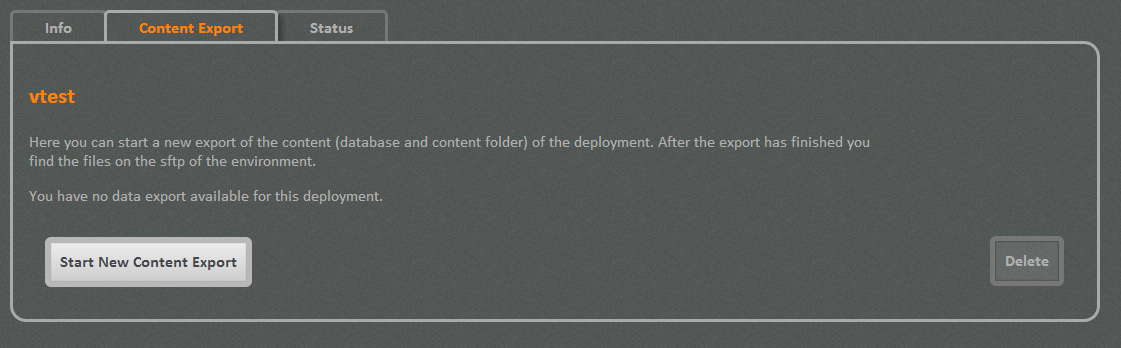 Info Content Export Status
vtest
Here you can start a new export of the content (database and content folder) of the deployment. After the export has finished you
find the files on the sftp of the environment.
You have no data export available for this deployment.
Start New Content Export Delete